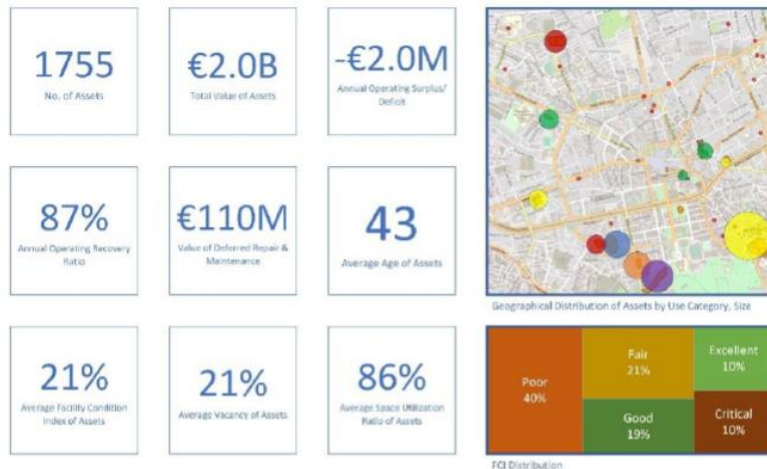 1755
No. of Assets
€2.0B
Total Value of Assets
-€2.0M
Annual Operating Surplus/
Deficit
87%
Annual Operating Recovery
Ratio
€110M
Value of Deferred Repair &
Maintenance
43
Average Age of Assets
Geographical Distribution of Assets by Use Category, Size
21%
Average Facility Condition
Index of Assets
21%
Average Vacancy of Assets
86%
Average Space Utilization
Ratio of Assets
Poor
40%
Fair
21%
Good
19%
Excellent
10%
Critical
10%
FCI Distribution